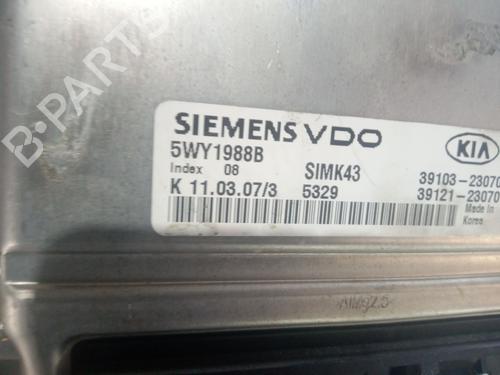 B-PARTS
SIEMENS VDO
KIA
5WY1988B
Index 08 SIMK43 39103-23070
K 11.03.07/3 5329 39121-23070
Made In
Korea